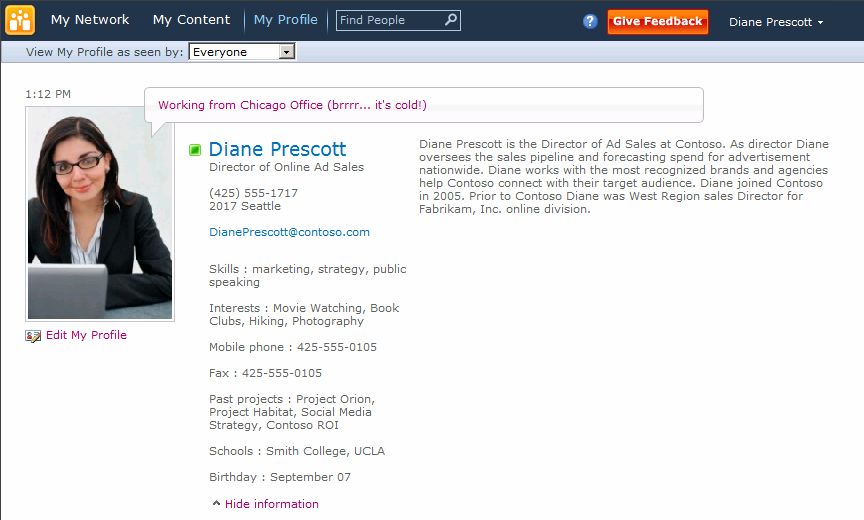 My Network My Content My Profile Find People ? Give Feedback Diane Prescott
View My Profile as seen by: Everyone
1:12 PM
Working from Chicago Office (brrrr... it's cold!)
Diane Prescott
Director of Online Ad Sales
(425) 555-1717
2017 Seattle
DianePrescott@contoso.com
Skills : marketing, strategy, public
speaking
Interests : Movie Watching, Book
Clubs, Hiking, Photography
Mobile phone : 425-555-0105
Fax : 425-555-0105
Past projects : Project Orion,
Project Habitat, Social Media
Strategy, Contoso ROI
Schools : Smith College, UCLA
Birthday : September 07
Hide information
Diane Prescott is the Director of Ad Sales at Contoso. As director Diane
oversees the sales pipeline and forecasting spend for advertisement
nationwide. Diane works with the most recognized brands and agencies
help Contoso connect with their target audience. Diane joined Contoso
in 2005. Prior to Contoso Diane was West Region sales Director for
Fabrikam, Inc. online division.
Edit My Profile